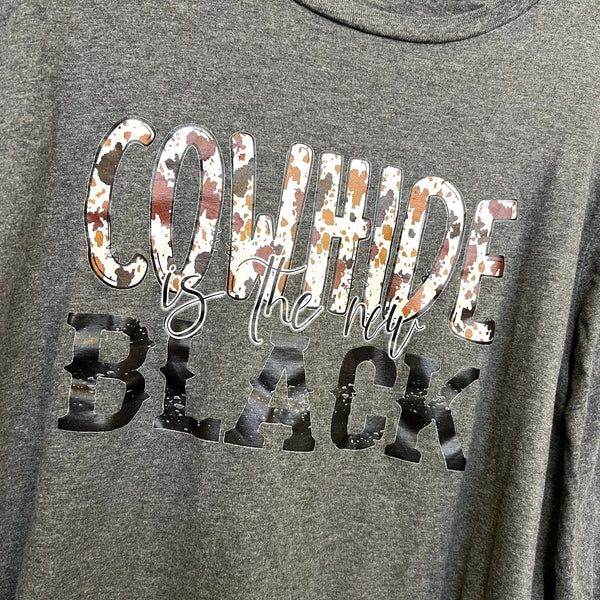 COWHIDE
is the new
BLACK